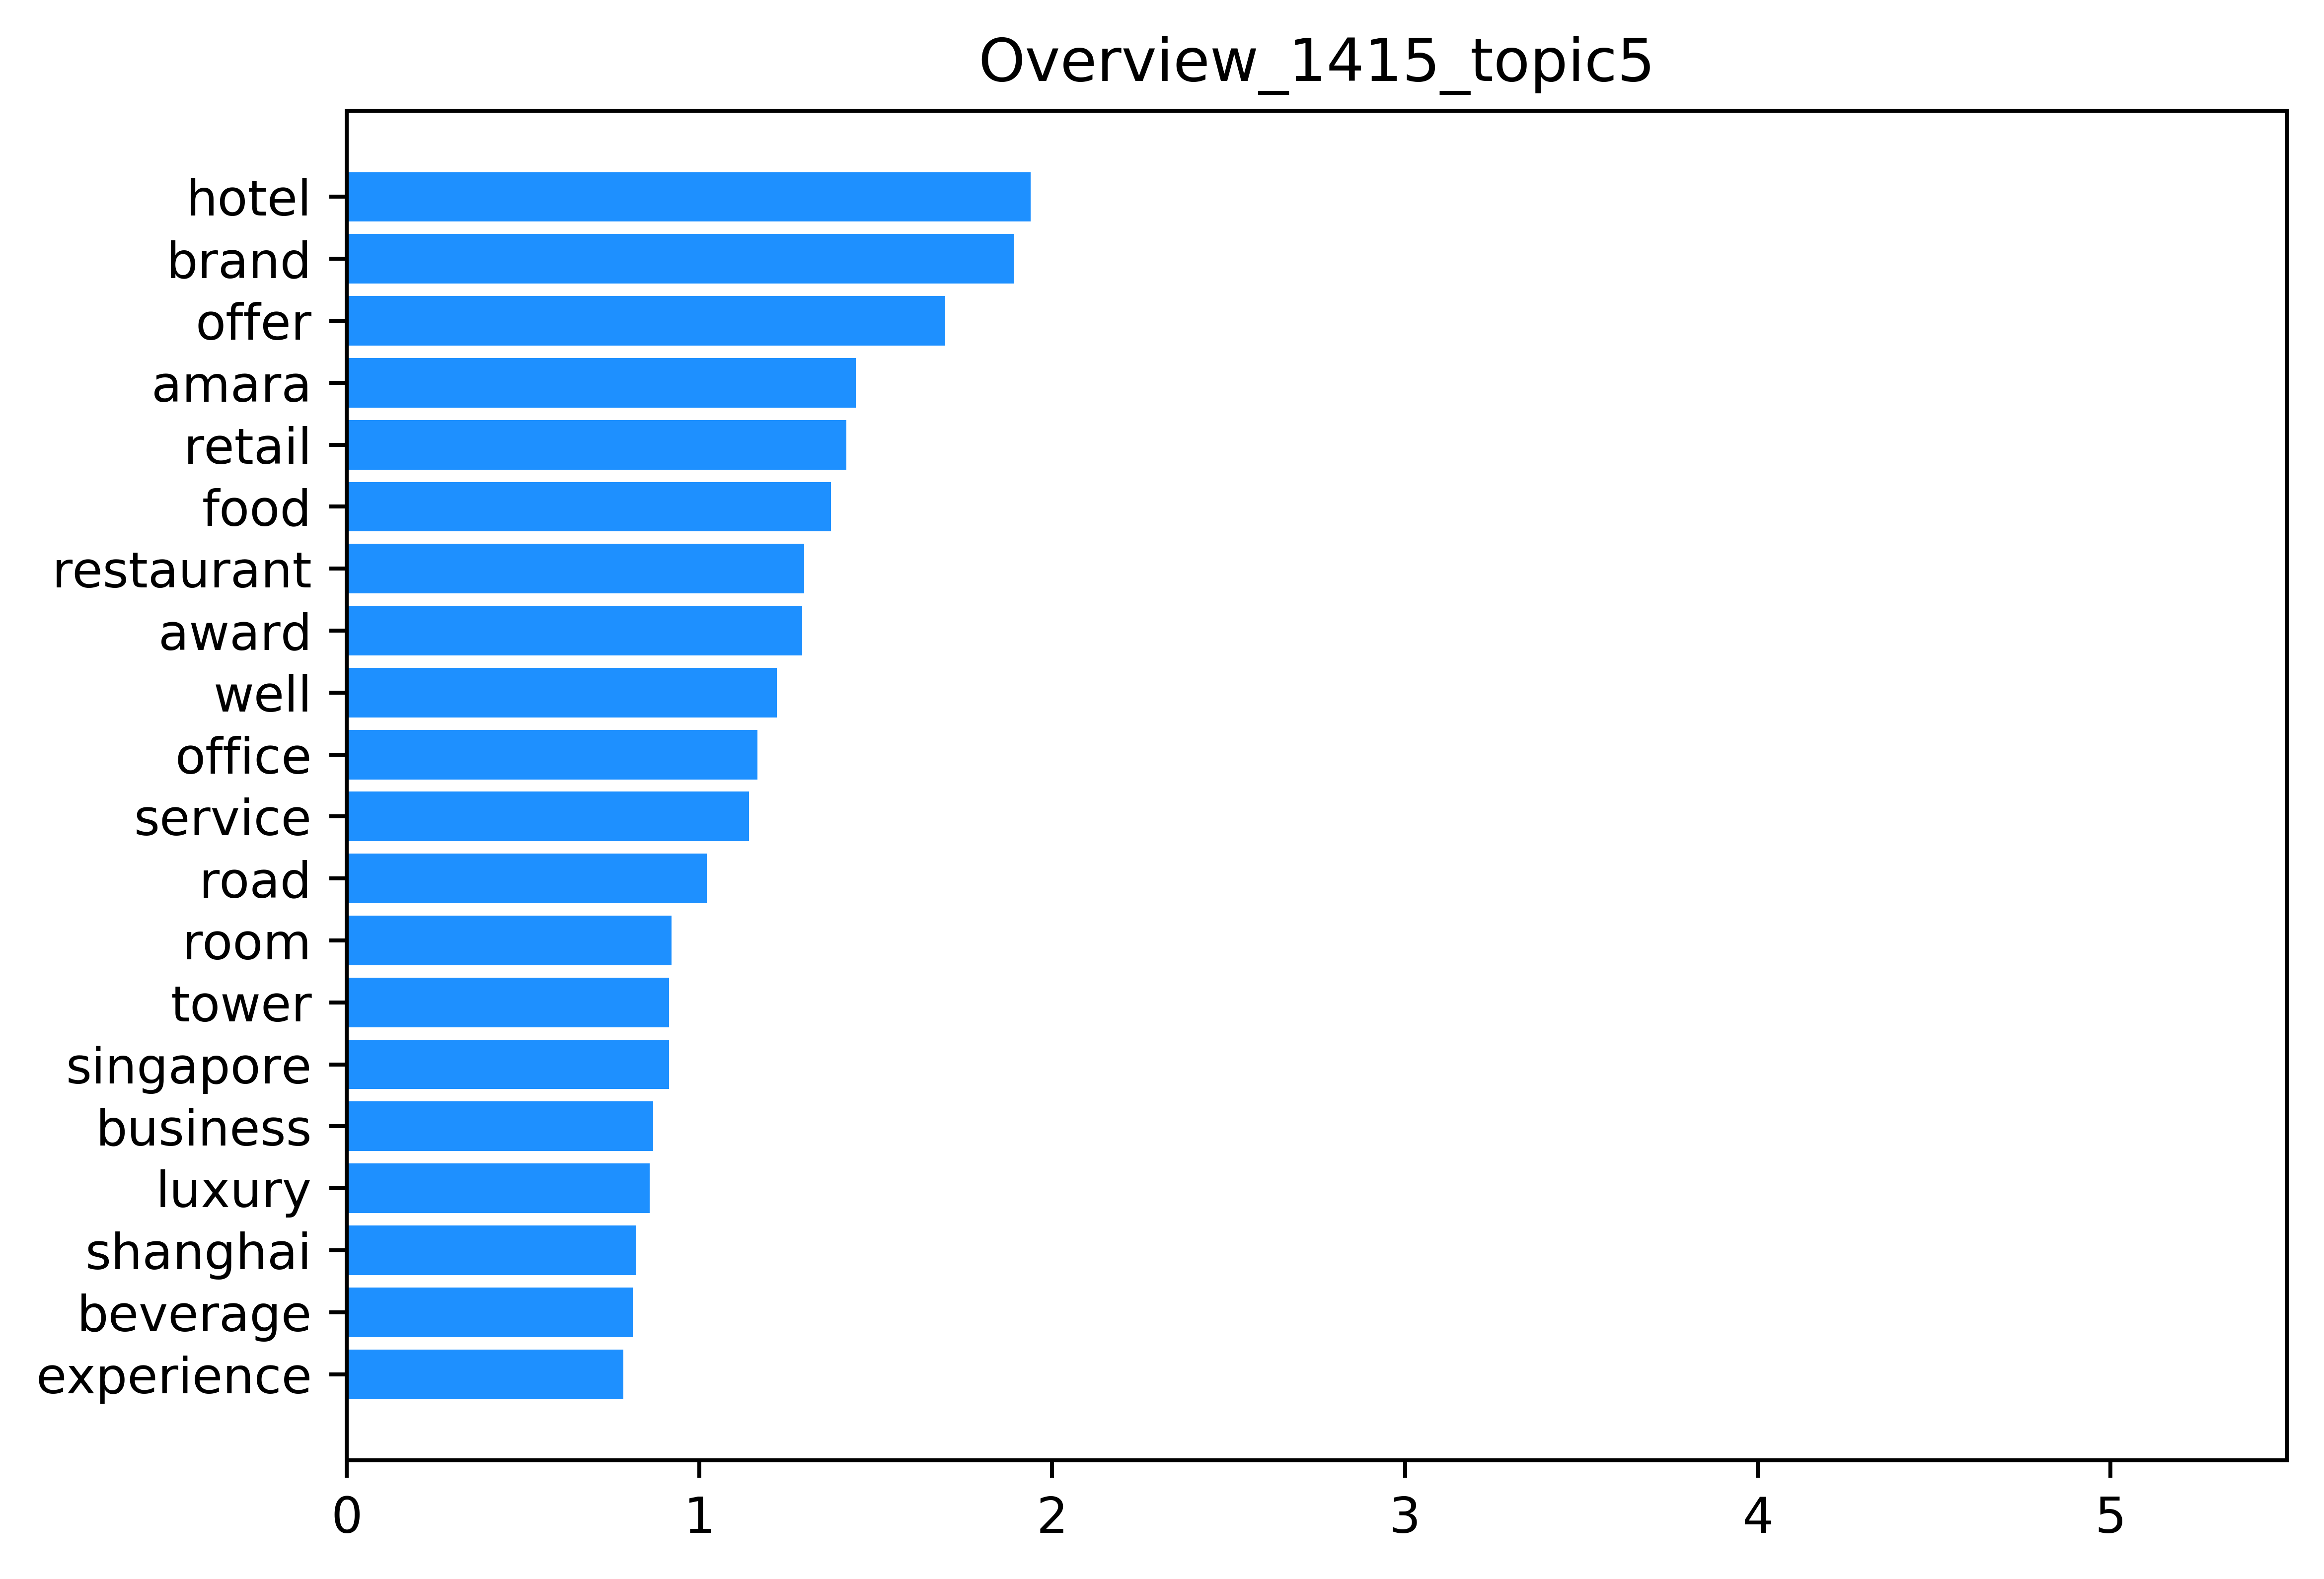 Overview_1415_topic5
hotel
brand
offer
amara
retail
food
restaurant
award
well
office
service
road
room
tower
singapore
business
luxury
shanghai
beverage
experience
0 1 2 3 4 5